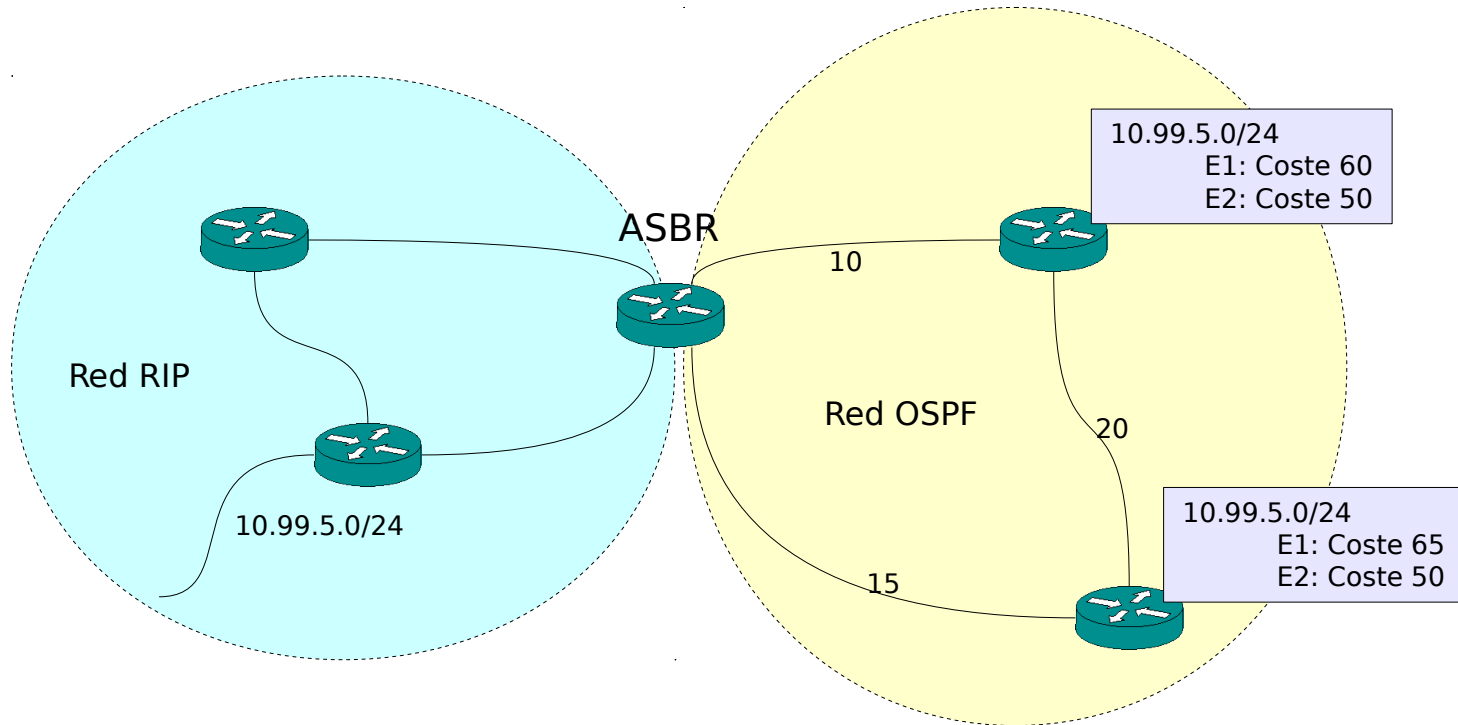 10.99.5.0/24
E1: Coste 60
E2: Coste 50
ASBR
10
Red RIP
Red OSPF
20
10.99.5.0/24
10.99.5.0/24
E1: Coste 65
E2: Coste 50
15